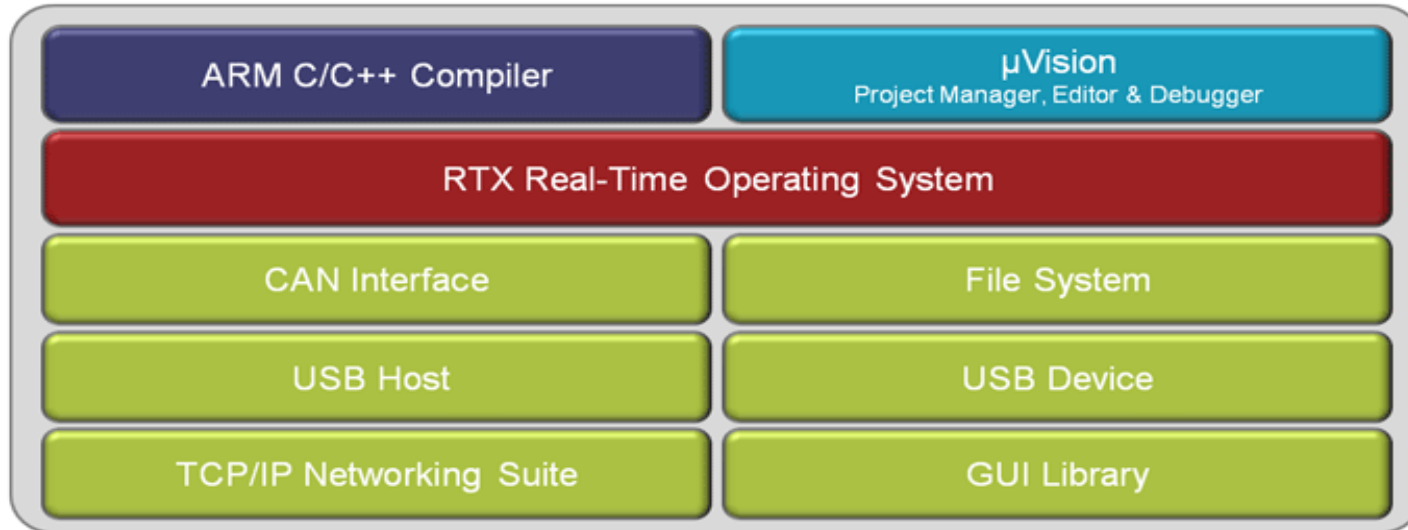 ARM C/C++ Compiler
µVision
Project Manager, Editor & Debugger
RTX Real-Time Operating System
CAN Interface
File System
USB Host
USB Device
TCP/IP Networking Suite
GUI Library